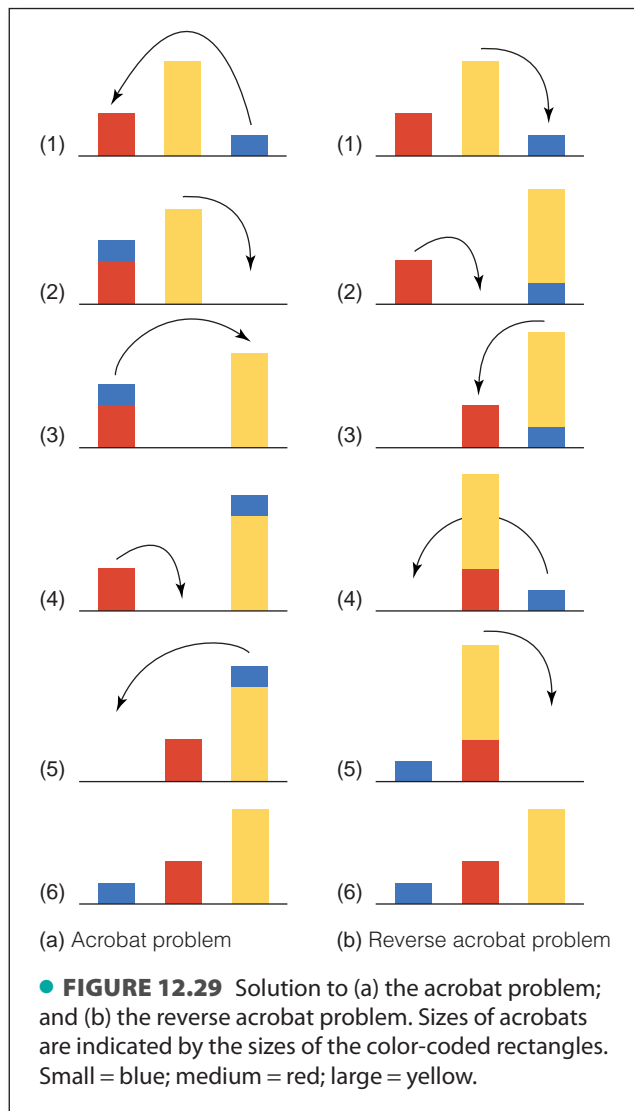 (1) (1)
(2) (2)
(3) (3)
(4) (4)
(5) (5)
(6) (6)
(a) Acrobat problem (b) Reverse acrobat problem
• FIGURE 12.29 Solution to (a) the acrobat problem;
and (b) the reverse acrobat problem. Sizes of acrobats
are indicated by the sizes of the color-coded rectangles.
Small = blue; medium = red; large = yellow.